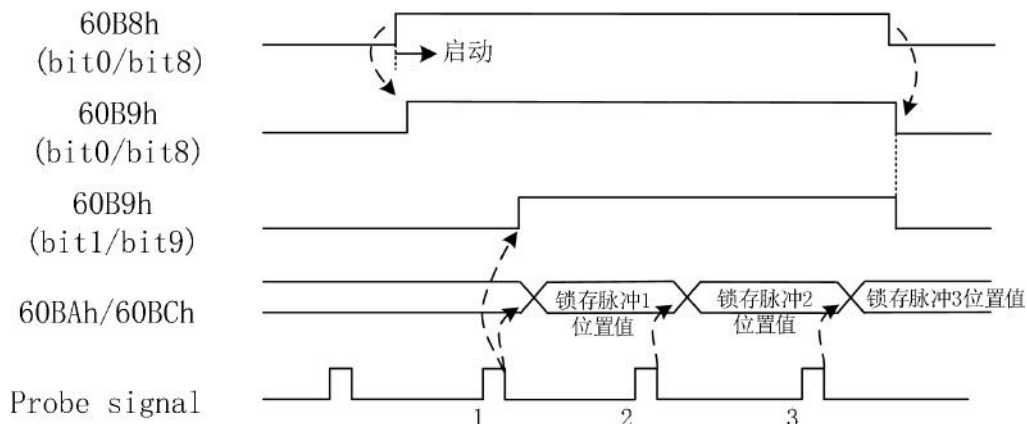 60B8h
(bit0/bit8)
启动
60B9h
(bit0/bit8)
60B9h
(bit1/bit9)
60BAh/60BCh
锁存脉冲1
位置值
锁存脉冲2
位置值
锁存脉冲3位置值
Probe signal
1
2
3